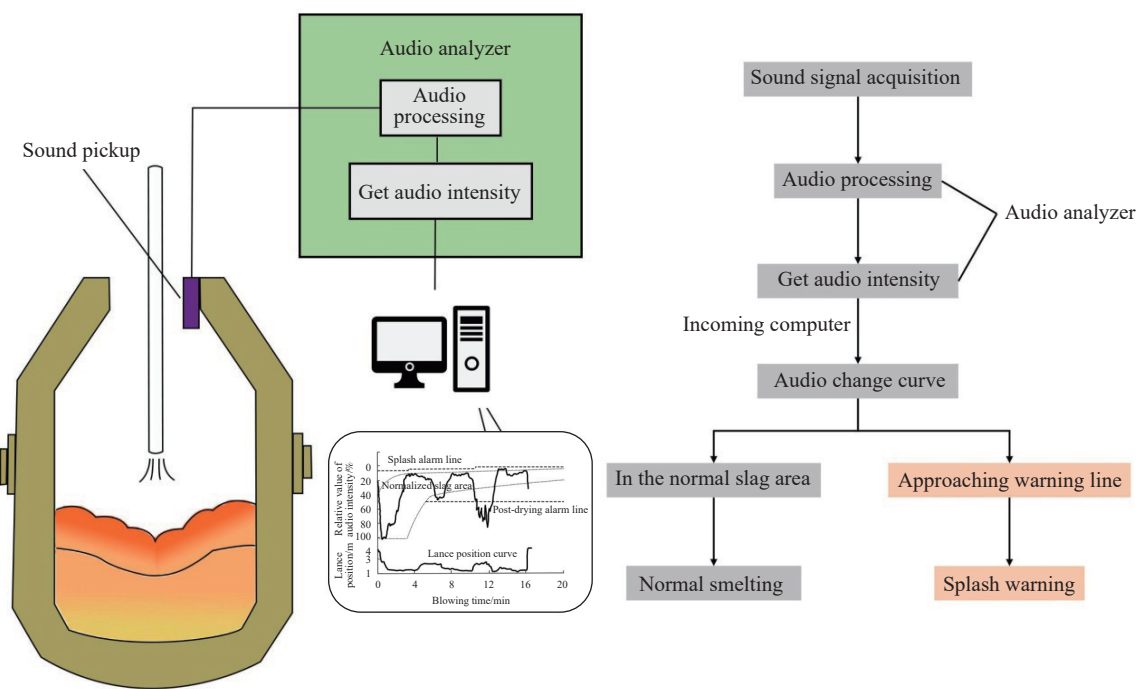 Audio analyzer
Audio
processing
Get audio intensity
Sound pickup
Relative value of
audio intensity/%
0
20
40
60
80
100
Splash alarm line
Normalized slag area
Post-drying alarm line
Lance
position/m
4
3
1
Lance position curve
0
4
8
12
16
20
Blowing time/min
Sound signal acquisition
Audio processing
Audio analyzer
Get audio intensity
Incoming computer
Audio change curve
In the normal slag area
Approaching warning line
Normal smelting
Splash warning